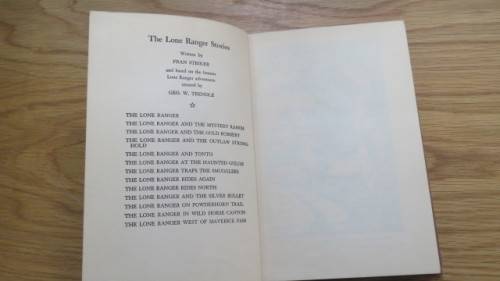 The Lone Ranger Stories
Written by
FRAN STRIKER
and based on the famous
Lone Ranger adventures
created by
GEO. W. TRENDLE
THE LONE RANGER
THE LONE RANGER AND THE MYSTERY RANCH
THE LONE RANGER AND THE GOLD ROBBERY
THE LONE RANGER AND THE OUTLAW STRONG-
HOLD
THE LONE RANGER AND TONTO
THE LONE RANGER AT THE HAUNTED GULCH
THE LONE RANGER TRAPS THE SMUGGLERS
THE LONE RANGER RIDES AGAIN
THE LONE RANGER RIDES NORTH
THE LONE RANGER AND THE SILVER BULLET
THE LONE RANGER ON POWDERHORN TRAIL
THE LONE RANGER IN WILD HORSE CANYON
THE LONE RANGER WEST OF MAVERICK PASS